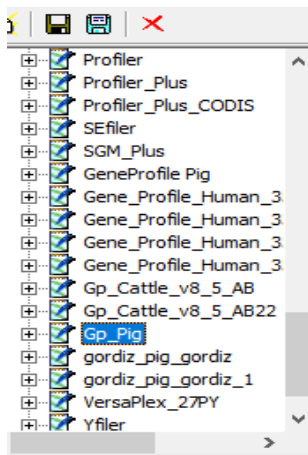 Profiler
Profiler_Plus
Profiler_Plus_CODIS
SEfiler
SGM_Plus
GeneProfile Pig
Gene_Profile_Human_3
Gene_Profile_Human_3
Gene_Profile_Human_3
Gene_Profile_Human_3
Gp_Cattle_v8_5_AB
Gp_Cattle_v8_5_AB22
Gp_Pig
gordiz_pig_gordiz
gordiz_pig_gordiz_1
VersaPlex_27PY
Yfiler